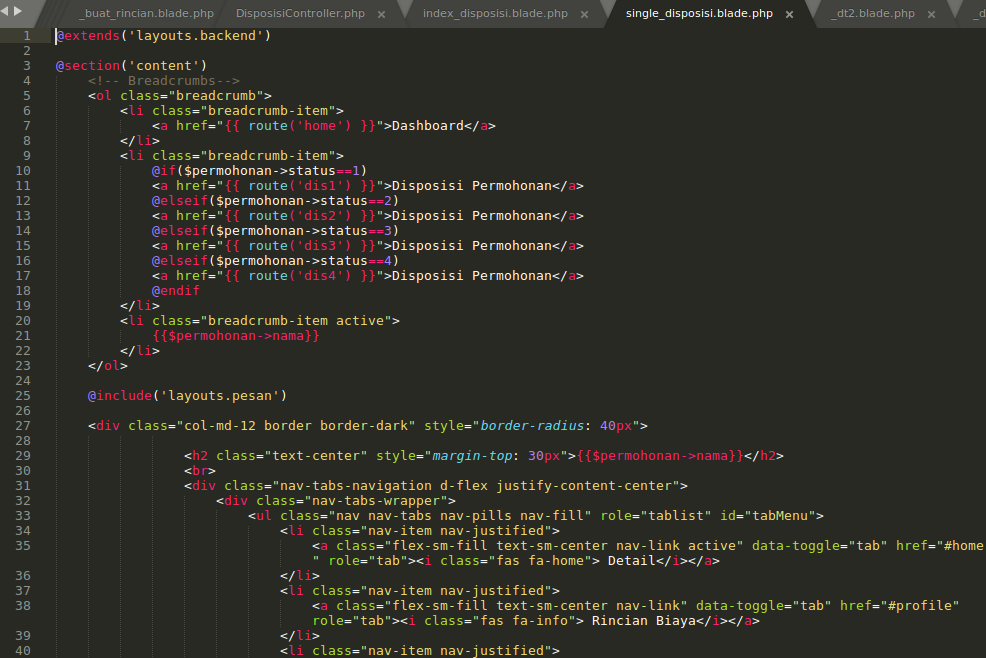 _buat_rincian.blade.php DisposisiController.php × index_disposisi.blade.php × single_disposisi.blade.php × _dt2.blade.php × _d
1 @extends('layouts.backend')
2
3 @section('content')
4 <!-- Breadcrumbs-->
5 <ol class="breadcrumb">
6 <li class="breadcrumb-item">
7 <a href="{{ route('home') }}">Dashboard</a>
8 </li>
9 <li class="breadcrumb-item">
10 @if($permohonan->status==1)
11 <a href="{{ route('dis1') }}">Disposisi Permohonan</a>
12 @elseif($permohonan->status==2)
13 <a href="{{ route('dis2') }}">Disposisi Permohonan</a>
14 @elseif($permohonan->status==3)
15 <a href="{{ route('dis3') }}">Disposisi Permohonan</a>
16 @elseif($permohonan->status==4)
17 <a href="{{ route('dis4') }}">Disposisi Permohonan</a>
18 @endif
19 </li>
20 <li class="breadcrumb-item active">
21 {{$permohonan->nama}}
22 </li>
23 </ol>
24
25 @include('layouts.pesan')
26
27 <div class="col-md-12 border border-dark" style="border-radius: 40px">
28
29 <h2 class="text-center" style="margin-top: 30px">{{$permohonan->nama}}</h2>
30 <br>
31 <div class="nav-tabs-navigation d-flex justify-content-center">
32 <div class="nav-tabs-wrapper">
33 <ul class="nav nav-tabs nav-pills nav-fill" role="tablist" id="tabMenu">
34 <li class="nav-item nav-justified">
35 <a class="flex-sm-fill text-sm-center nav-link active" data-toggle="tab" href="#home
" role="tab"><i class="fas fa-home"> Detail</i></a>
36 </li>
37 <li class="nav-item nav-justified">
38 <a class="flex-sm-fill text-sm-center nav-link" data-toggle="tab" href="#profile"
role="tab"><i class="fas fa-info"> Rincian Biaya</i></a>
39 </li>
40 <li class="nav-item nav-justified">